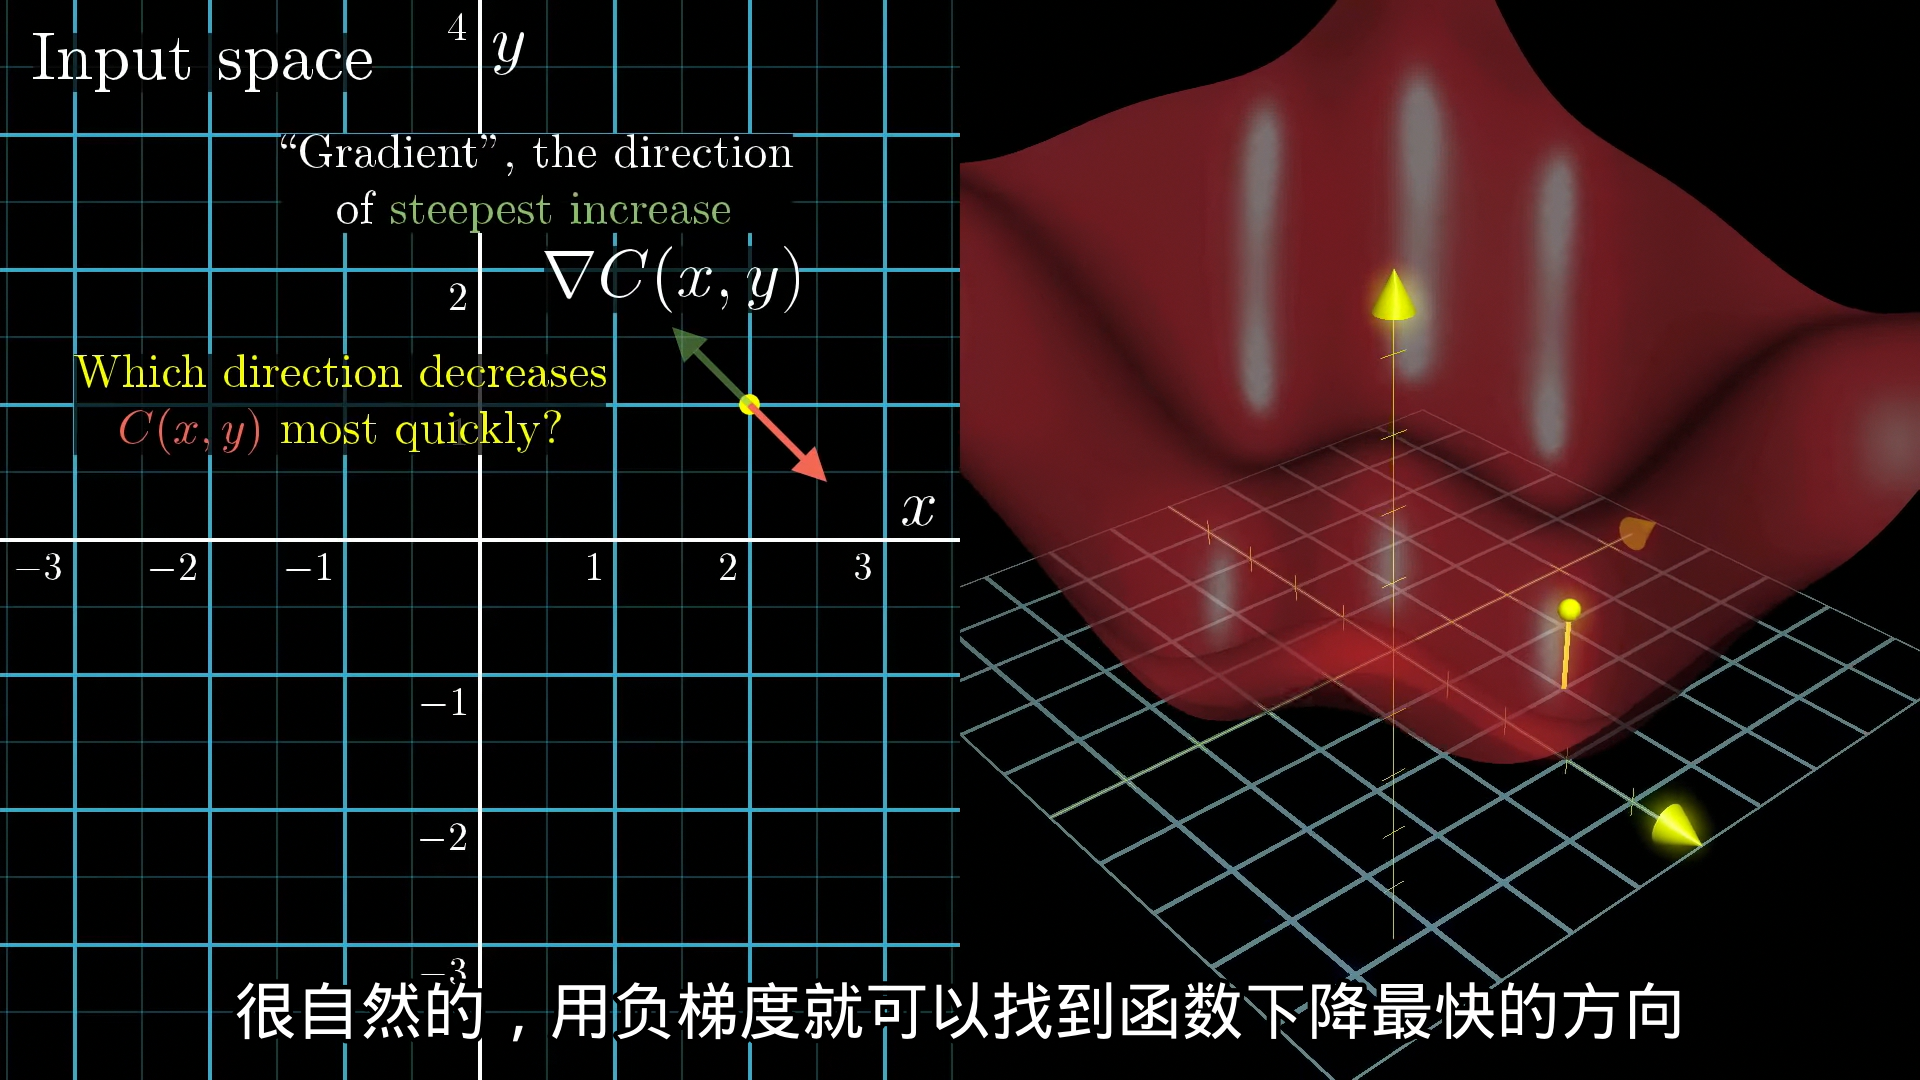 Input space
4
y
“Gradient”, the direction
of steepest increase
∇C(x, y)
2
Which direction decreases
C(x, y) most quickly?
1
x
−3 −2 −1 1 2 3
−1
−2
−3
很自然的，用负梯度就可以找到函数下降最快的方向